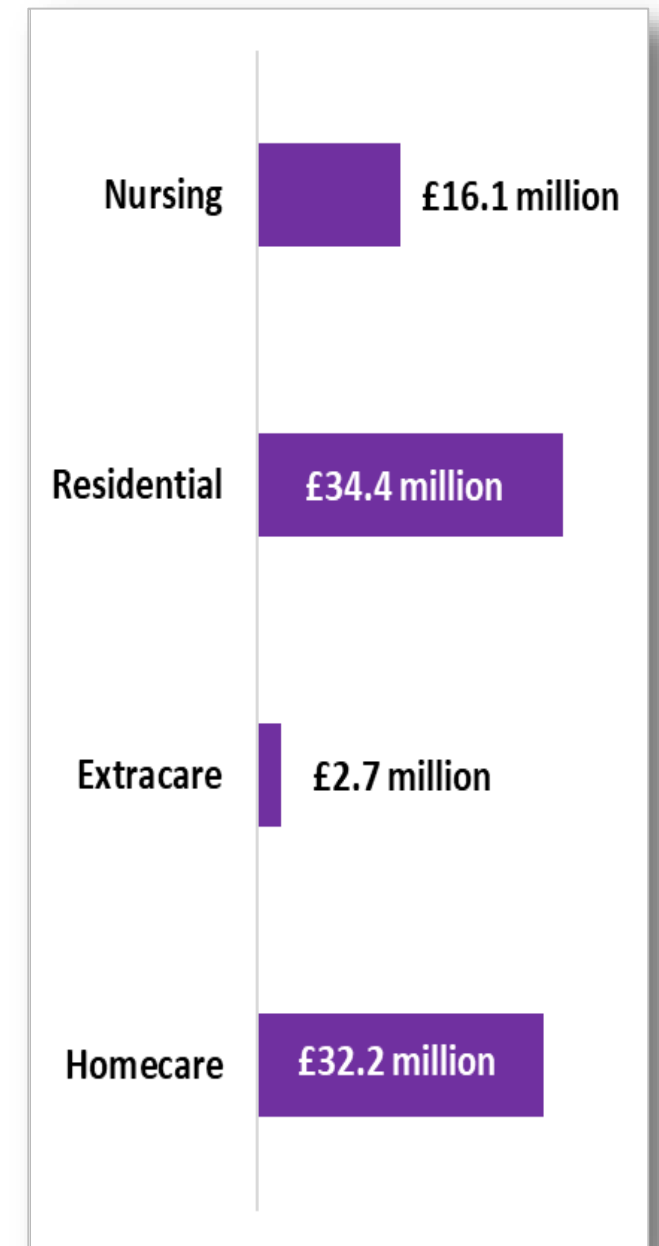 Nursing £16.1 million
Residential £34.4 million
Extracare £2.7 million
Homecare £32.2 million